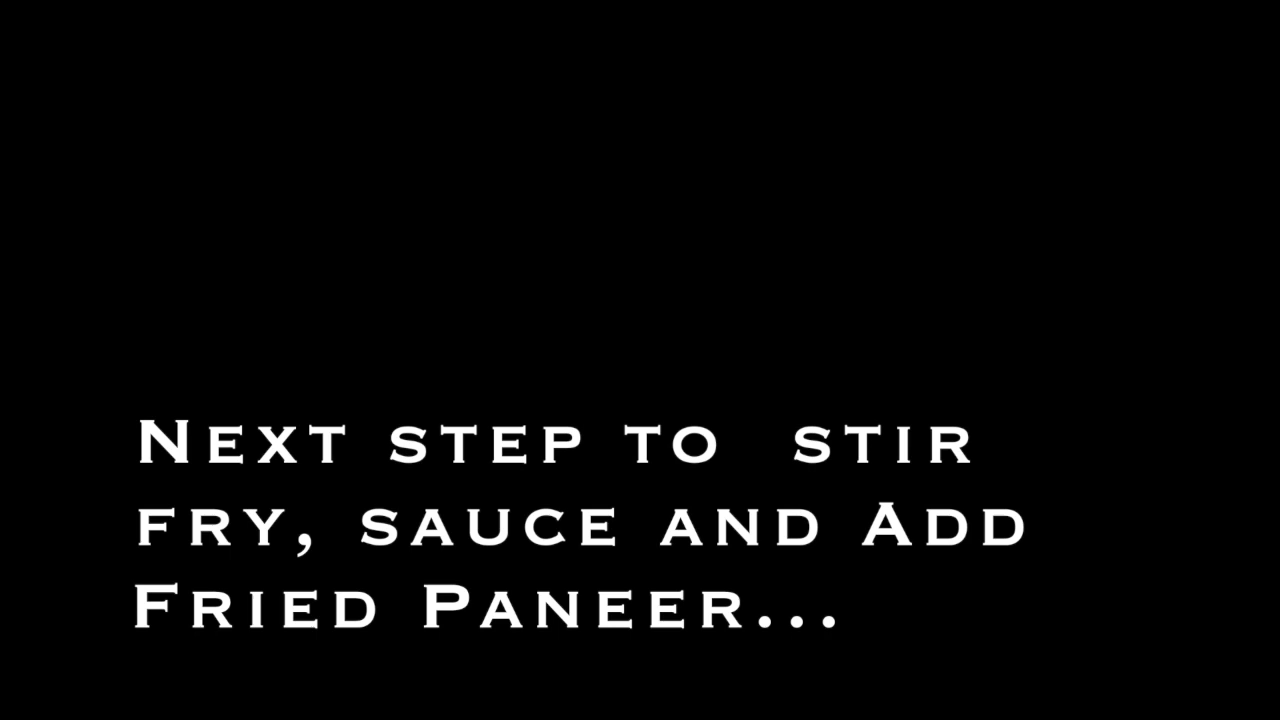 Next step to  stir
fry, sauce and Add
Fried Paneer...